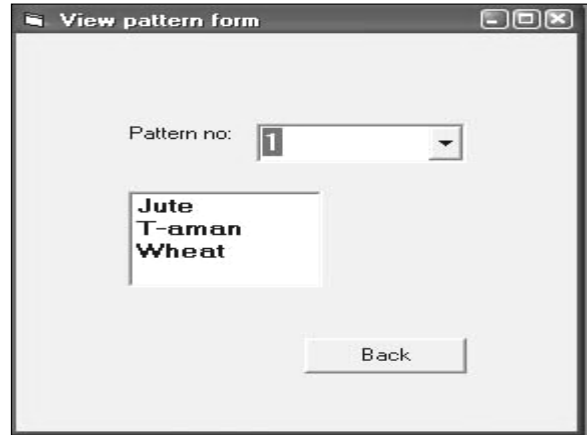 View pattern form
Pattern no: 1
Jute
T-aman
Wheat
Back